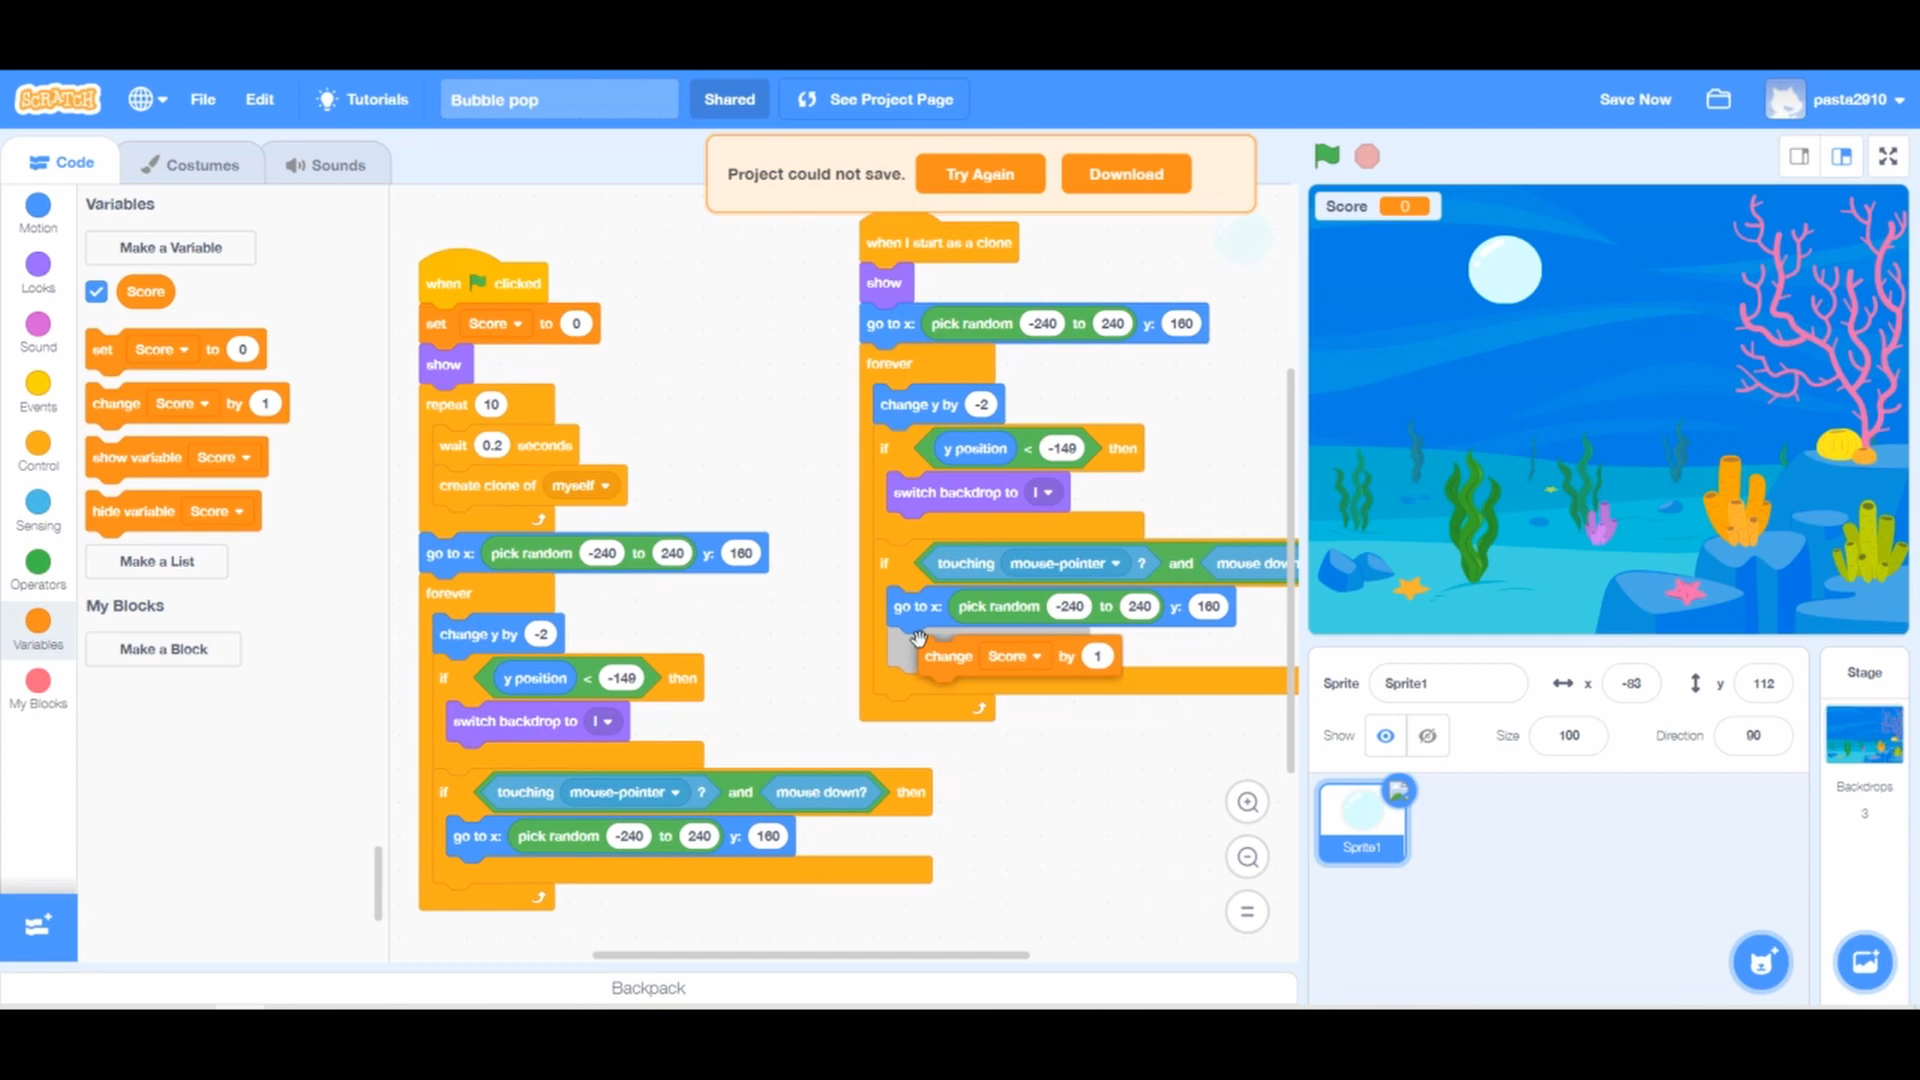 SCRATCH File Edit Tutorials Bubble pop Shared See Project Page Save Now pasta2910
Code Costumes Sounds
Project could not save. Try Again Download
Motion
Looks
Sound
Events
Control
Sensing
Operators
Variables
My Blocks
Variables
Make a Variable
Score
set Score to 0
change Score by 1
show variable Score
hide variable Score
Make a List
My Blocks
Make a Block
when clicked
set Score to 0
show
repeat 10
wait 0.2 seconds
create clone of myself
go to x: pick random -240 to 240 y: 160
forever
change y by -2
if y position < -149 then
switch backdrop to l
if touching mouse-pointer ? and mouse down? then
go to x: pick random -240 to 240 y: 160
when I start as a clone
show
go to x: pick random -240 to 240 y: 160
forever
change y by -2
if y position < -149 then
switch backdrop to l
if touching mouse-pointer ? and mouse down
go to x: pick random -240 to 240 y: 160
change Score by 1
Backpack
Score 0
Sprite Sprite1 x -83 y 112
Show Size 100 Direction 90
Sprite1
Stage
Backdrops
3